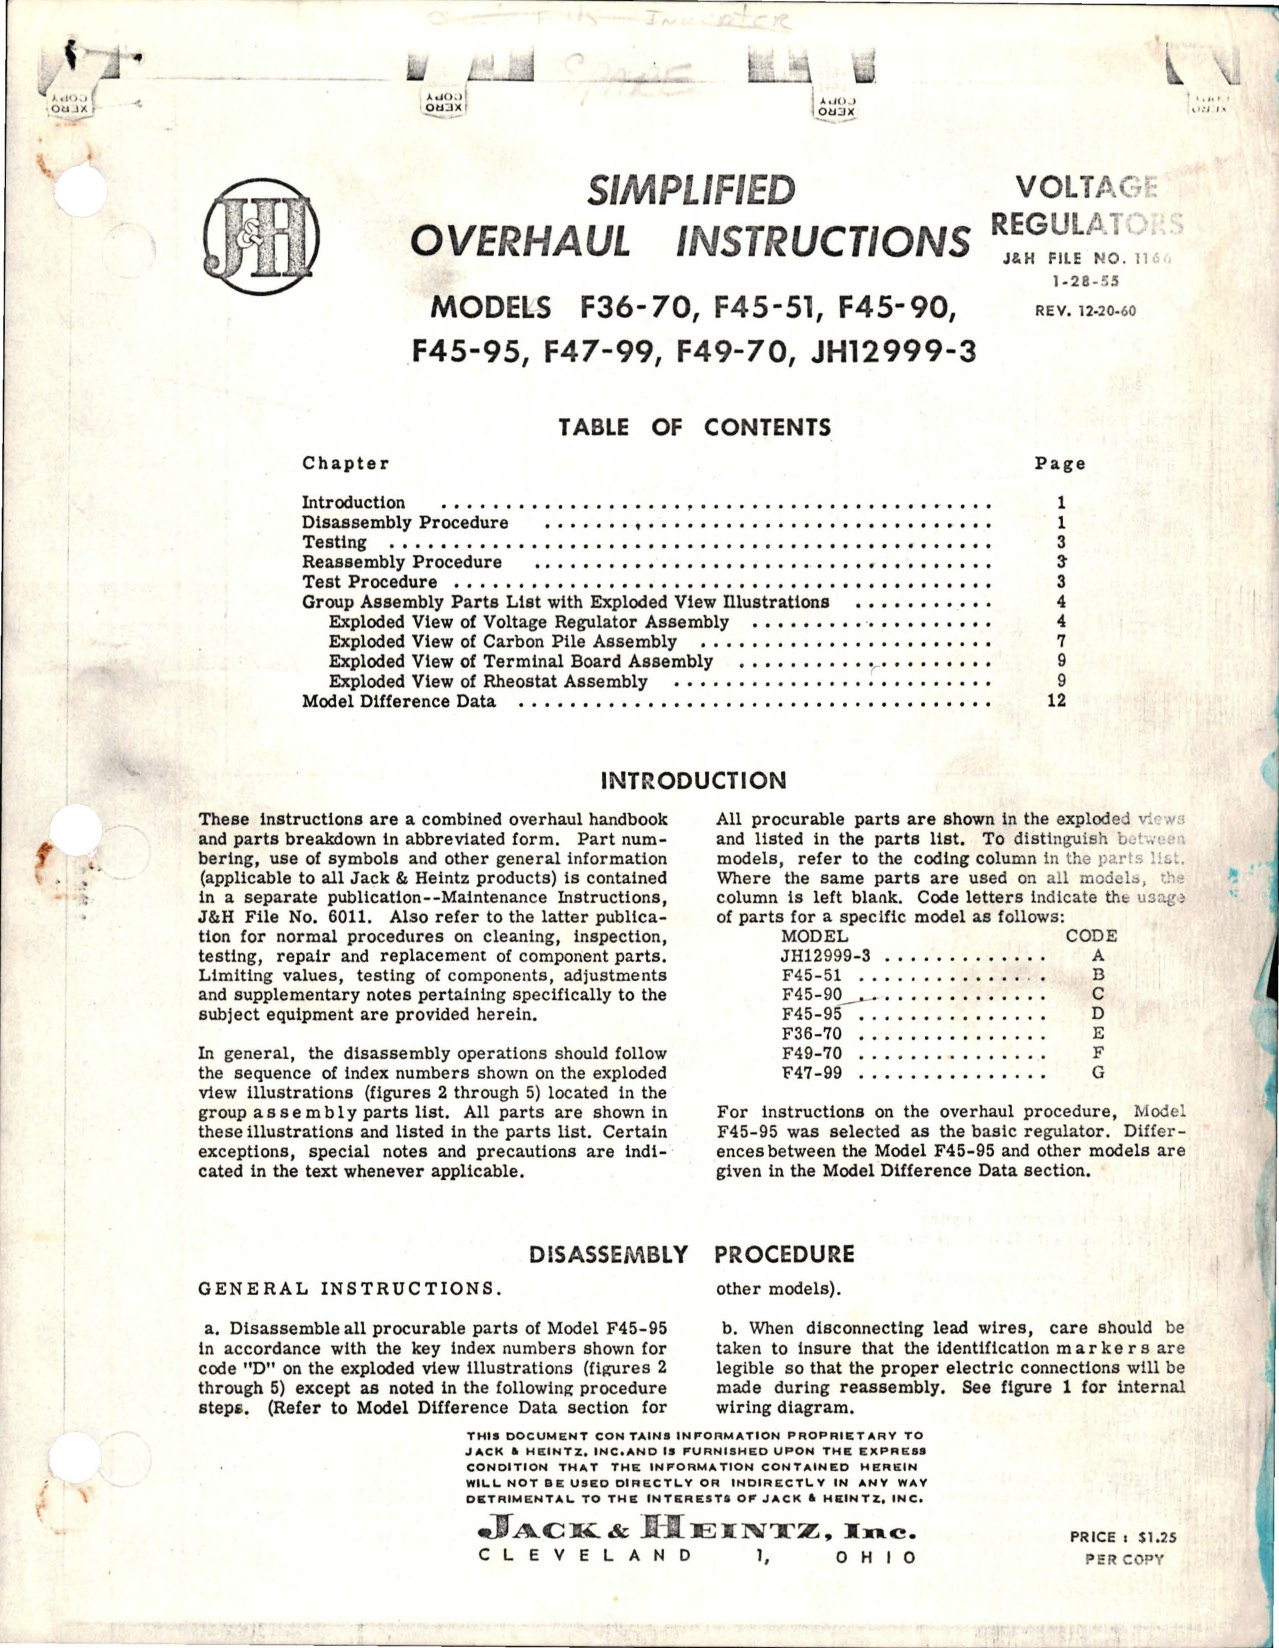 INVERTER
SPARE
XERO COPY
XERO COPY
XERO COPY
XERO COPY
J&H
SIMPLIFIED
OVERHAUL INSTRUCTIONS
MODELS F36-70, F45-51, F45-90,
F45-95, F47-99, F49-70, JH12999-3
VOLTAGE
REGULATORS
J&H FILE NO. 1166
1-28-55
REV. 12-20-60
TABLE OF CONTENTS
Chapter Page
Introduction .......................................... 1
Disassembly Procedure .................................. 1
Testing .............................................. 3
Reassembly Procedure ................................... 3
Test Procedure ......................................... 3
Group Assembly Parts List with Exploded View Illustrations ........... 4
Exploded View of Voltage Regulator Assembly ................... 4
Exploded View of Carbon Pile Assembly ....................... 7
Exploded View of Terminal Board Assembly .................... 9
Exploded View of Rheostat Assembly ......................... 9
Model Difference Data .................................... 12
INTRODUCTION
These instructions are a combined overhaul handbook
and parts breakdown in abbreviated form. Part num-
bering, use of symbols and other general information
(applicable to all Jack & Heintz products) is contained
in a separate publication--Maintenance Instructions,
J&H File No. 6011. Also refer to the latter publica-
tion for normal procedures on cleaning, inspection,
testing, repair and replacement of component parts.
Limiting values, testing of components, adjustments
and supplementary notes pertaining specifically to the
subject equipment are provided herein.
In general, the disassembly operations should follow
the sequence of index numbers shown on the exploded
view illustrations (figures 2 through 5) located in the
group assembly parts list. All parts are shown in
these illustrations and listed in the parts list. Certain
exceptions, special notes and precautions are indi-
cated in the text whenever applicable.
All procurable parts are shown in the exploded views
and listed in the parts list. To distinguish between
models, refer to the coding column in the parts list.
Where the same parts are used on all models, the
column is left blank. Code letters indicate the usage
of parts for a specific model as follows:
MODEL CODE
JH12999-3 ............. A
F45-51 ............... B
F45-90 ............... C
F45-95 ............... D
F36-70 ............... E
F49-70 ............... F
F47-99 ............... G
For instructions on the overhaul procedure, Model
F45-95 was selected as the basic regulator. Differ-
ences between the Model F45-95 and other models are
given in the Model Difference Data section.
DISASSEMBLY PROCEDURE
GENERAL INSTRUCTIONS.
a. Disassemble all procurable parts of Model F45-95
in accordance with the key index numbers shown for
code "D" on the exploded view illustrations (figures 2
through 5) except as noted in the following procedure
steps. (Refer to Model Difference Data section for
other models).
b. When disconnecting lead wires, care should be
taken to insure that the identification markers are
legible so that the proper electric connections will be
made during reassembly. See figure 1 for internal
wiring diagram.
THIS DOCUMENT CONTAINS INFORMATION PROPRIETARY TO
JACK & HEINTZ, INC. AND IS FURNISHED UPON THE EXPRESS
CONDITION THAT THE INFORMATION CONTAINED HEREIN
WILL NOT BE USED DIRECTLY OR INDIRECTLY IN ANY WAY
DETRIMENTAL TO THE INTERESTS OF JACK & HEINTZ, INC.
JACK & HEINTZ, Inc.
CLEVELAND 1, OHIO
PRICE : $1.25
PER COPY